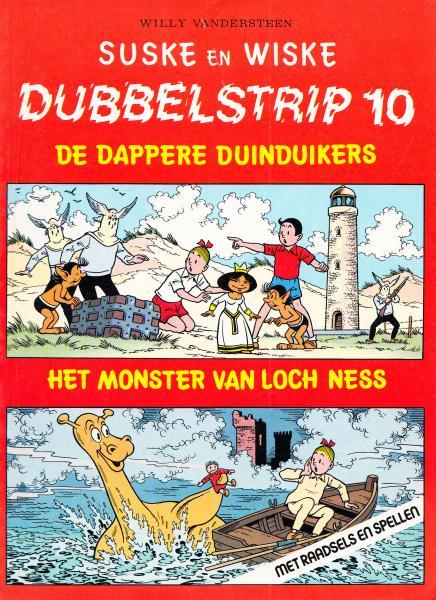 WILLY VANDERSTEEN
SUSKE EN WISKE
DUBBELSTRIP 10
DE DAPPERE DUINDUIKERS
HET MONSTER VAN LOCH NESS
MET RAADSELS EN SPELLEN